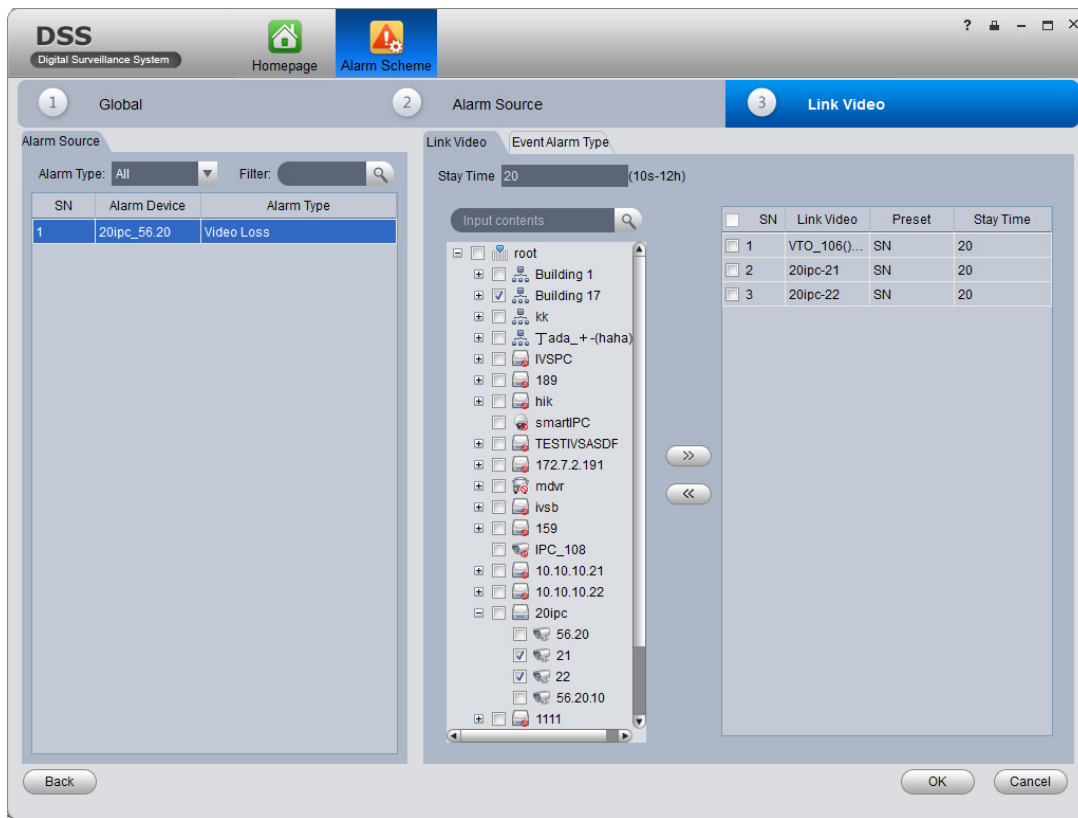 DSS
Digital Surveillance System
Homepage
Alarm Scheme
?
1 Global
2 Alarm Source
3 Link Video
Alarm Source
Alarm Type: All Filter:
SN Alarm Device Alarm Type
1 20ipc_56.20 Video Loss
Link Video Event Alarm Type
Stay Time 20 (10s-12h)
Input contents
root
Building 1
Building 17
kk
丁ada_+-(haha)
IVSPC
189
hik
smartIPC
TESTIVSASDF
172.7.2.191
mdvr
ivsb
159
IPC_108
10.10.10.21
10.10.10.22
20ipc
56.20
21
22
56.20.10
1111
SN Link Video Preset Stay Time
1 VTO_106()... SN 20
2 20ipc-21 SN 20
3 20ipc-22 SN 20
Back
OK
Cancel